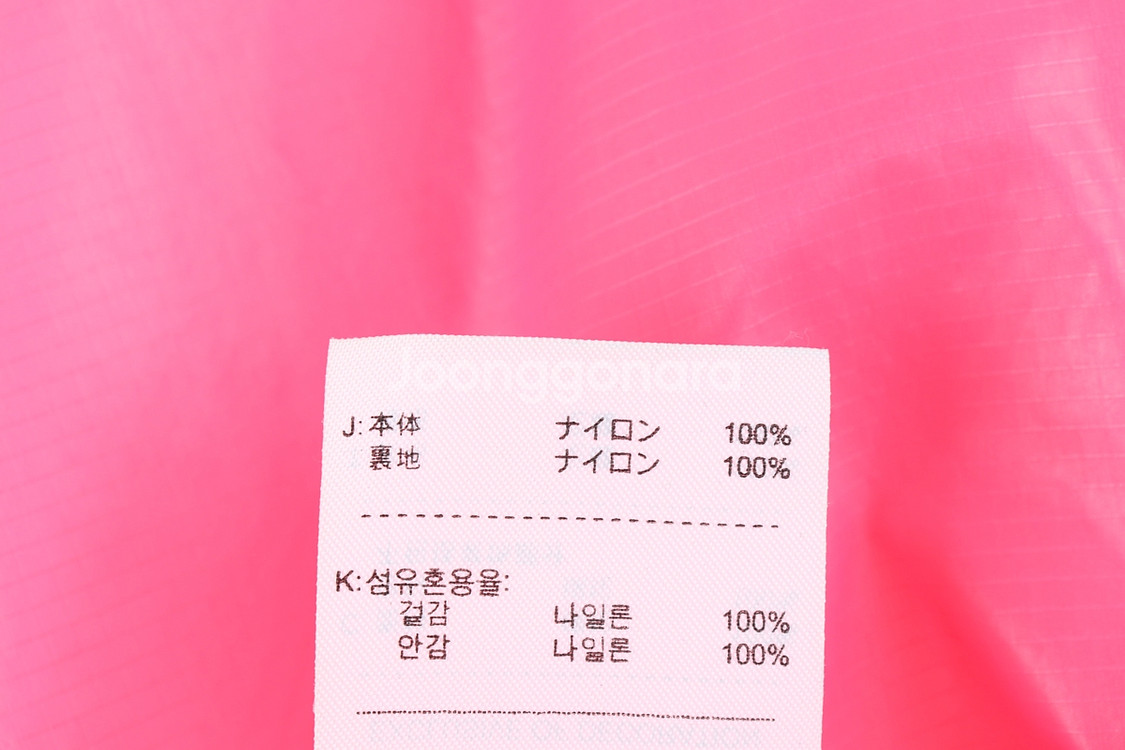 Joonggonara
J: 本体 ナイロン 100%
裏地 ナイロン 100%
K: 섬유혼용율:
겉감 나일론 100%
안감 나일론 100%